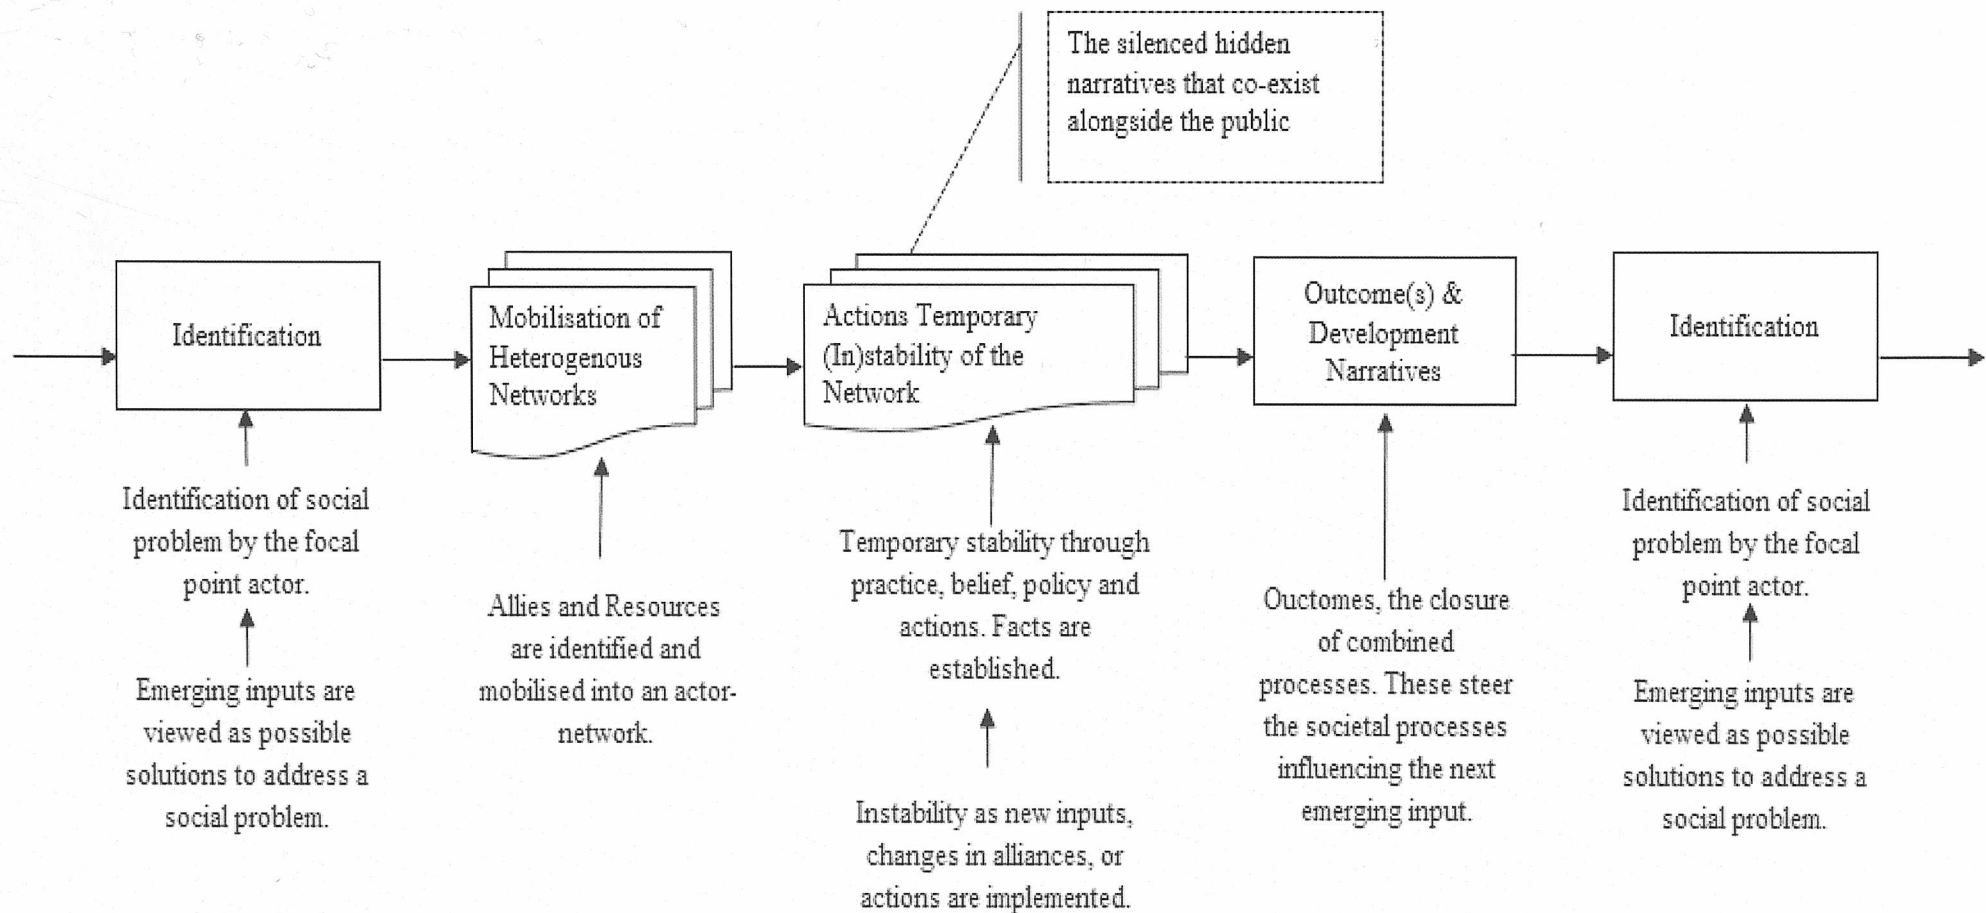 The silenced hidden
narratives that co-exist
alongside the public
Identification
Mobilisation of
Heterogenous
Networks
Actions Temporary
(In)stability of the
Network
Outcome(s) &
Development
Narratives
Identification
Identification of social
problem by the focal
point actor.
Emerging inputs are
viewed as possible
solutions to address a
social problem.
Allies and Resources
are identified and
mobilised into an actor-
network.
Temporary stability through
practice, belief, policy and
actions. Facts are
established.
Instability as new inputs,
changes in alliances, or
actions are implemented.
Ouctomes, the closure
of combined
processes. These steer
the societal processes
influencing the next
emerging input.
Identification of social
problem by the focal
point actor.
Emerging inputs are
viewed as possible
solutions to address a
social problem.